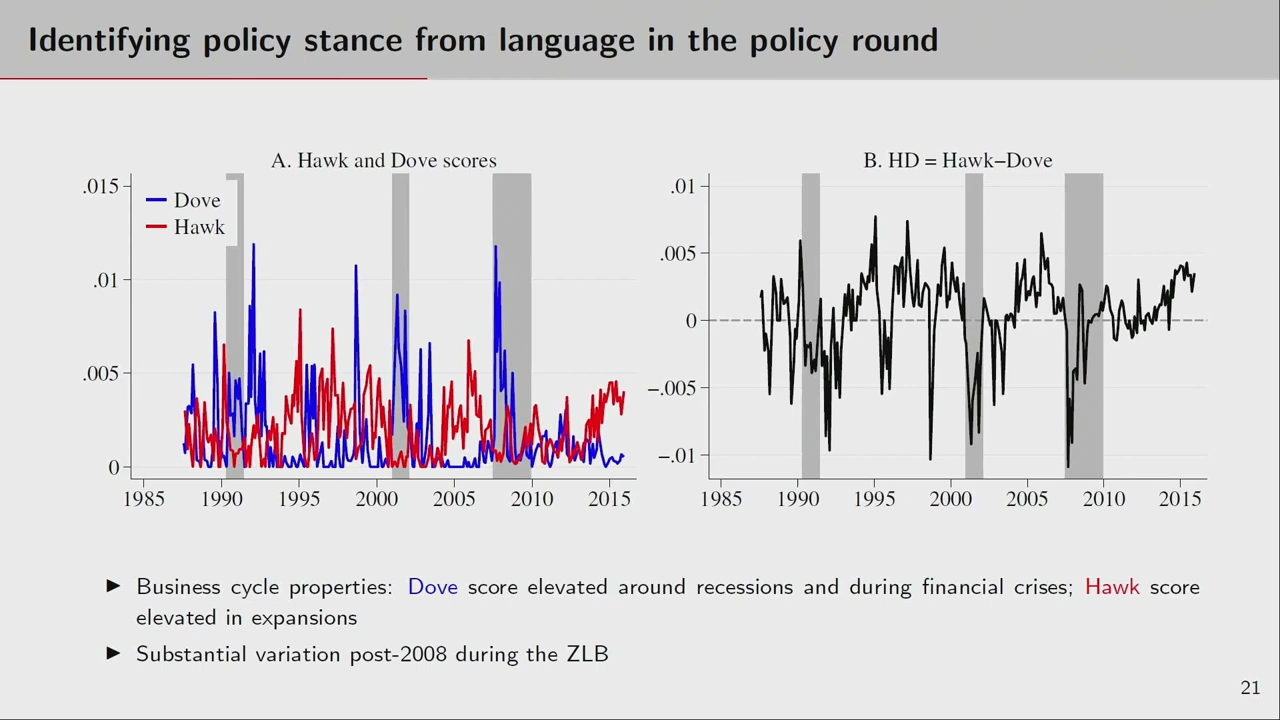 Identifying policy stance from language in the policy round
A. Hawk and Dove scores
.015
.01
.005
0
Dove
Hawk
1985 1990 1995 2000 2005 2010 2015
B. HD = Hawk−Dove
.01
.005
0
−.005
−.01
1985 1990 1995 2000 2005 2010 2015
▶ Business cycle properties: Dove score elevated around recessions and during financial crises; Hawk score
elevated in expansions
▶ Substantial variation post-2008 during the ZLB
21